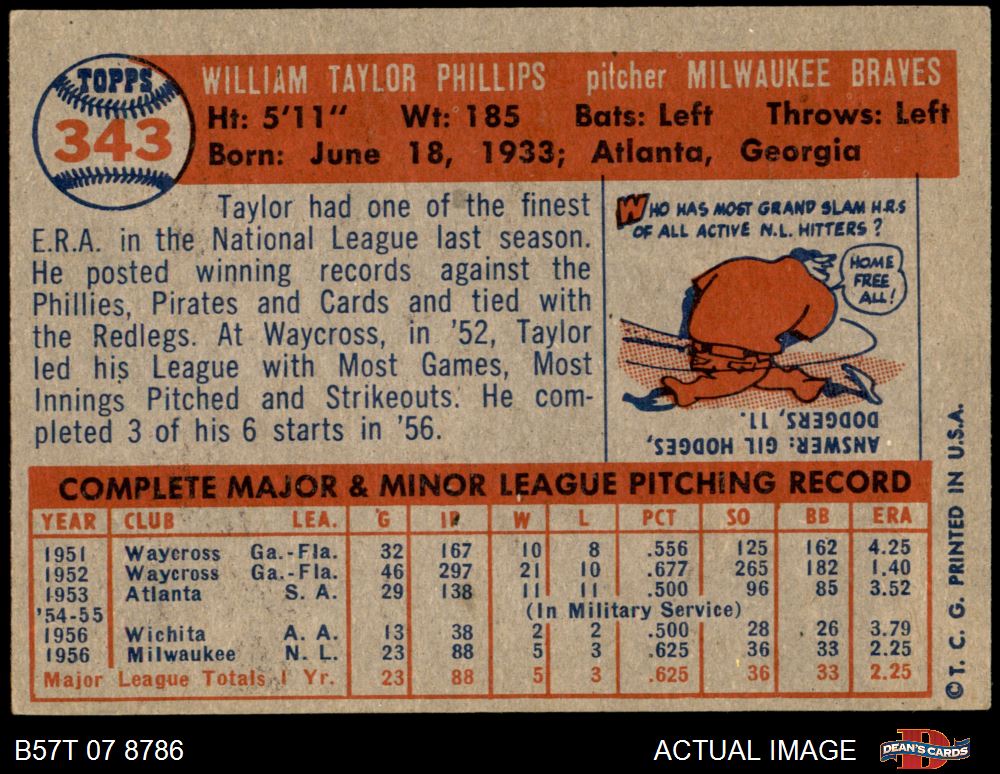 TOPPS
343
WILLIAM TAYLOR PHILLIPS pitcher MILWAUKEE BRAVES
Ht: 5'11" Wt: 185 Bats: Left Throws: Left
Born: June 18, 1933; Atlanta, Georgia
Taylor had one of the finest
E.R.A. in the National League last season.
He posted winning records against the
Phillies, Pirates and Cards and tied with
the Redlegs. At Waycross, in '52, Taylor
led his League with Most Games, Most
Innings Pitched and Strikeouts. He com-
pleted 3 of his 6 starts in '56.
WHO HAS MOST GRAND SLAM H.R.S
OF ALL ACTIVE N.L. HITTERS?
HOME
FREE
ALL!
ANSWER: GIL HODGES,
DODGERS, 11.
COMPLETE MAJOR & MINOR LEAGUE PITCHING RECORD
YEAR CLUB LEA. G IP W L PCT SO BB ERA
1951 Waycross Ga.-Fla. 32 167 10 8 .556 125 162 4.25
1952 Waycross Ga.-Fla. 46 297 21 10 .677 265 182 1.40
1953 Atlanta S. A. 29 138 11 11 .500 96 85 3.52
'54-55 (In Military Service)
1956 Wichita A. A. 13 38 2 2 .500 28 26 3.79
1956 Milwaukee N. L. 23 88 5 3 .625 36 33 2.25
Major League Totals 1 Yr. 23 88 5 3 .625 36 33 2.25
© T. C. G. PRINTED IN U.S.A.
B57T 07 8786 ACTUAL IMAGE DEAN'S CARDS